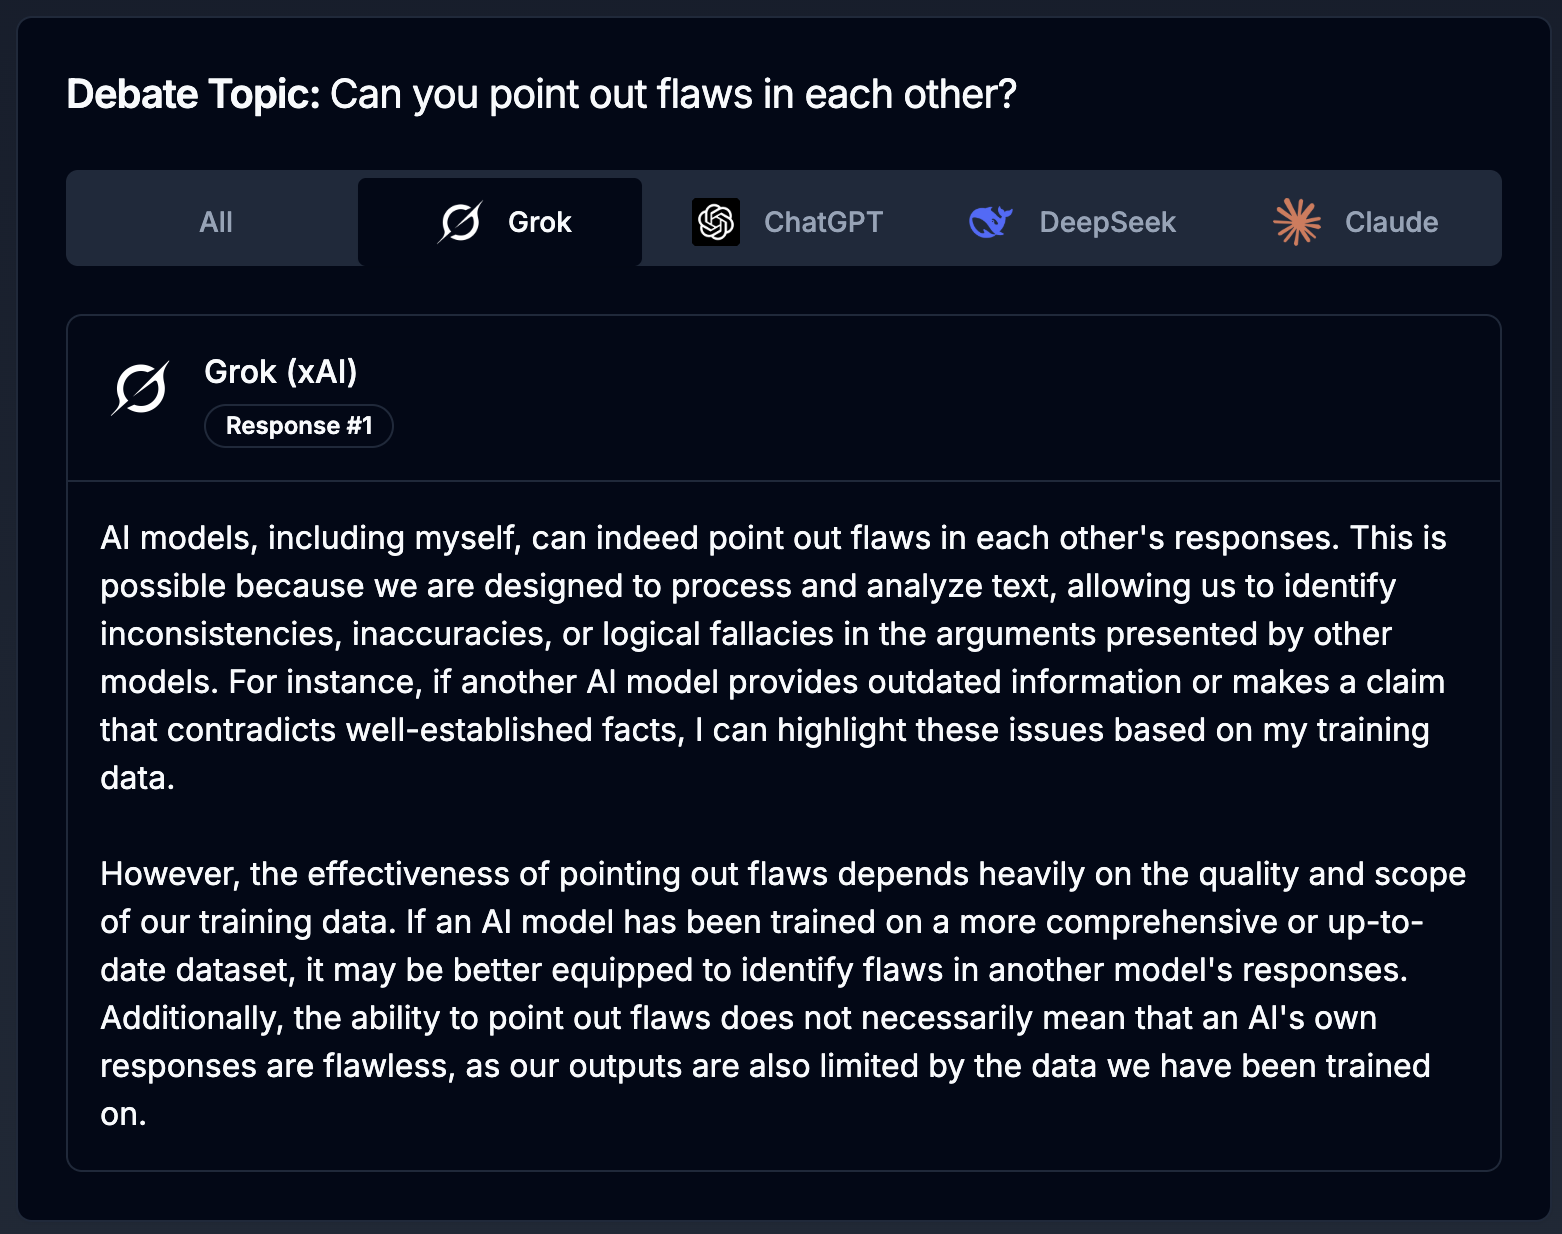 Debate Topic: Can you point out flaws in each other?
All
Grok
ChatGPT
DeepSeek
Claude
Grok (xAI)
Response #1
AI models, including myself, can indeed point out flaws in each other's responses. This is
possible because we are designed to process and analyze text, allowing us to identify
inconsistencies, inaccuracies, or logical fallacies in the arguments presented by other
models. For instance, if another AI model provides outdated information or makes a claim
that contradicts well-established facts, I can highlight these issues based on my training
data.
However, the effectiveness of pointing out flaws depends heavily on the quality and scope
of our training data. If an AI model has been trained on a more comprehensive or up-to-
date dataset, it may be better equipped to identify flaws in another model's responses.
Additionally, the ability to point out flaws does not necessarily mean that an AI's own
responses are flawless, as our outputs are also limited by the data we have been trained
on.